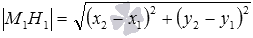 |M₁H₁| = √((x₂ − x₁)² + (y₂ − y₁)²)